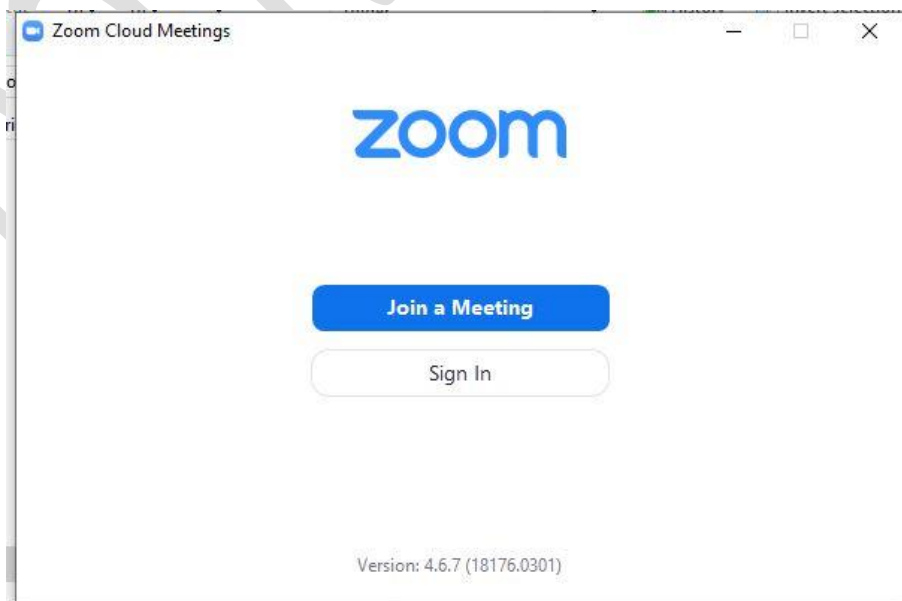 Zoom Cloud Meetings
zoom
Join a Meeting
Sign In
Version: 4.6.7 (18176.0301)